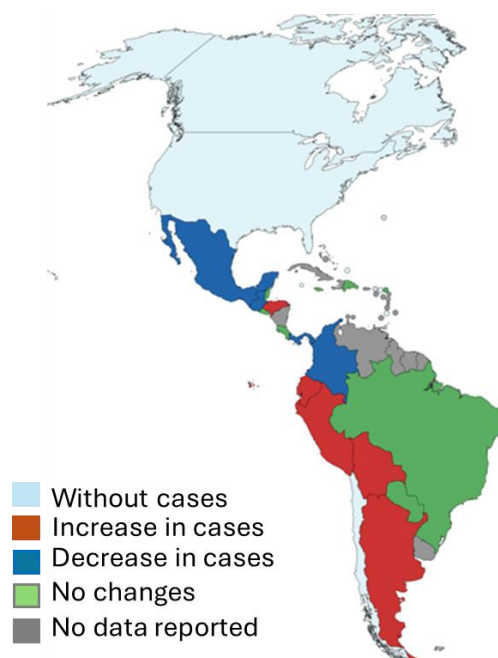 Without cases
Increase in cases
Decrease in cases
No changes
No data reported